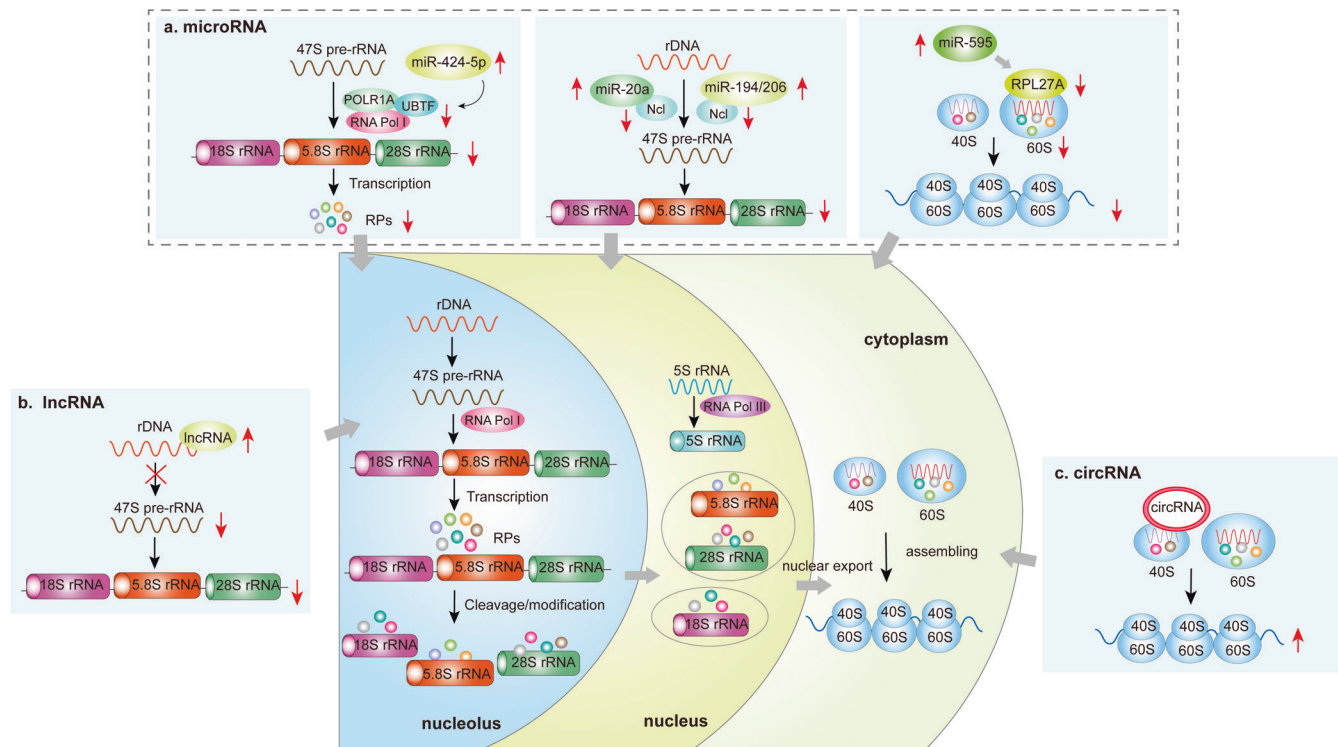 a. microRNA
47S pre-rRNA
miR-424-5p
POLR1A
UBTF
RNA Pol I
18S rRNA
5.8S rRNA
28S rRNA
Transcription
RPs
rDNA
miR-20a
Ncl
miR-194/206
Ncl
47S pre-rRNA
18S rRNA
5.8S rRNA
28S rRNA
miR-595
RPL27A
40S
60S
40S
40S
40S
60S
60S
60S
b. lncRNA
rDNA
lncRNA
47S pre-rRNA
18S rRNA
5.8S rRNA
28S rRNA
rDNA
47S pre-rRNA
RNA Pol I
18S rRNA
5.8S rRNA
28S rRNA
Transcription
RPs
18S rRNA
5.8S rRNA
28S rRNA
Cleavage/modification
18S rRNA
5.8S rRNA
28S rRNA
nucleolus
5S rRNA
RNA Pol III
5S rRNA
5.8S rRNA
28S rRNA
18S rRNA
nucleus
nuclear export
cytoplasm
40S
60S
assembling
40S
40S
40S
60S
60S
60S
c. circRNA
circRNA
40S
60S
40S
40S
40S
60S
60S
60S